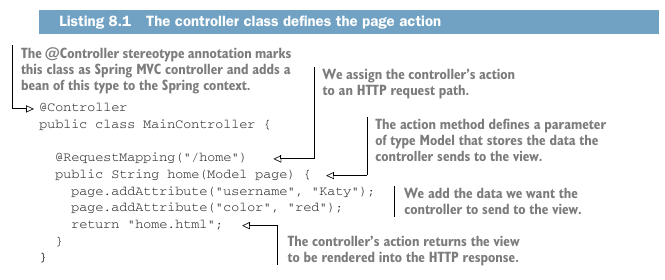 Listing 8.1 The controller class defines the page action
The @Controller stereotype annotation marks
this class as Spring MVC controller and adds a
bean of this type to the Spring context.
We assign the controller's action
to an HTTP request path.
@Controller
public class MainController {
The action method defines a parameter
of type Model that stores the data the
controller sends to the view.
@RequestMapping("/home")
public String home(Model page) {
page.addAttribute("username", "Katy");
page.addAttribute("color", "red");
return "home.html";
}
}
We add the data we want the
controller to send to the view.
The controller's action returns the view
to be rendered into the HTTP response.